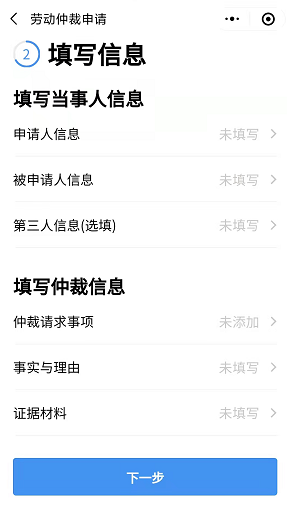 劳动仲裁申请
2 填写信息
填写当事人信息
申请人信息 未填写
被申请人信息 未填写
第三人信息(选填) 未填写
填写仲裁信息
仲裁请求事项 未添加
事实与理由 未填写
证据材料 未填写
下一步